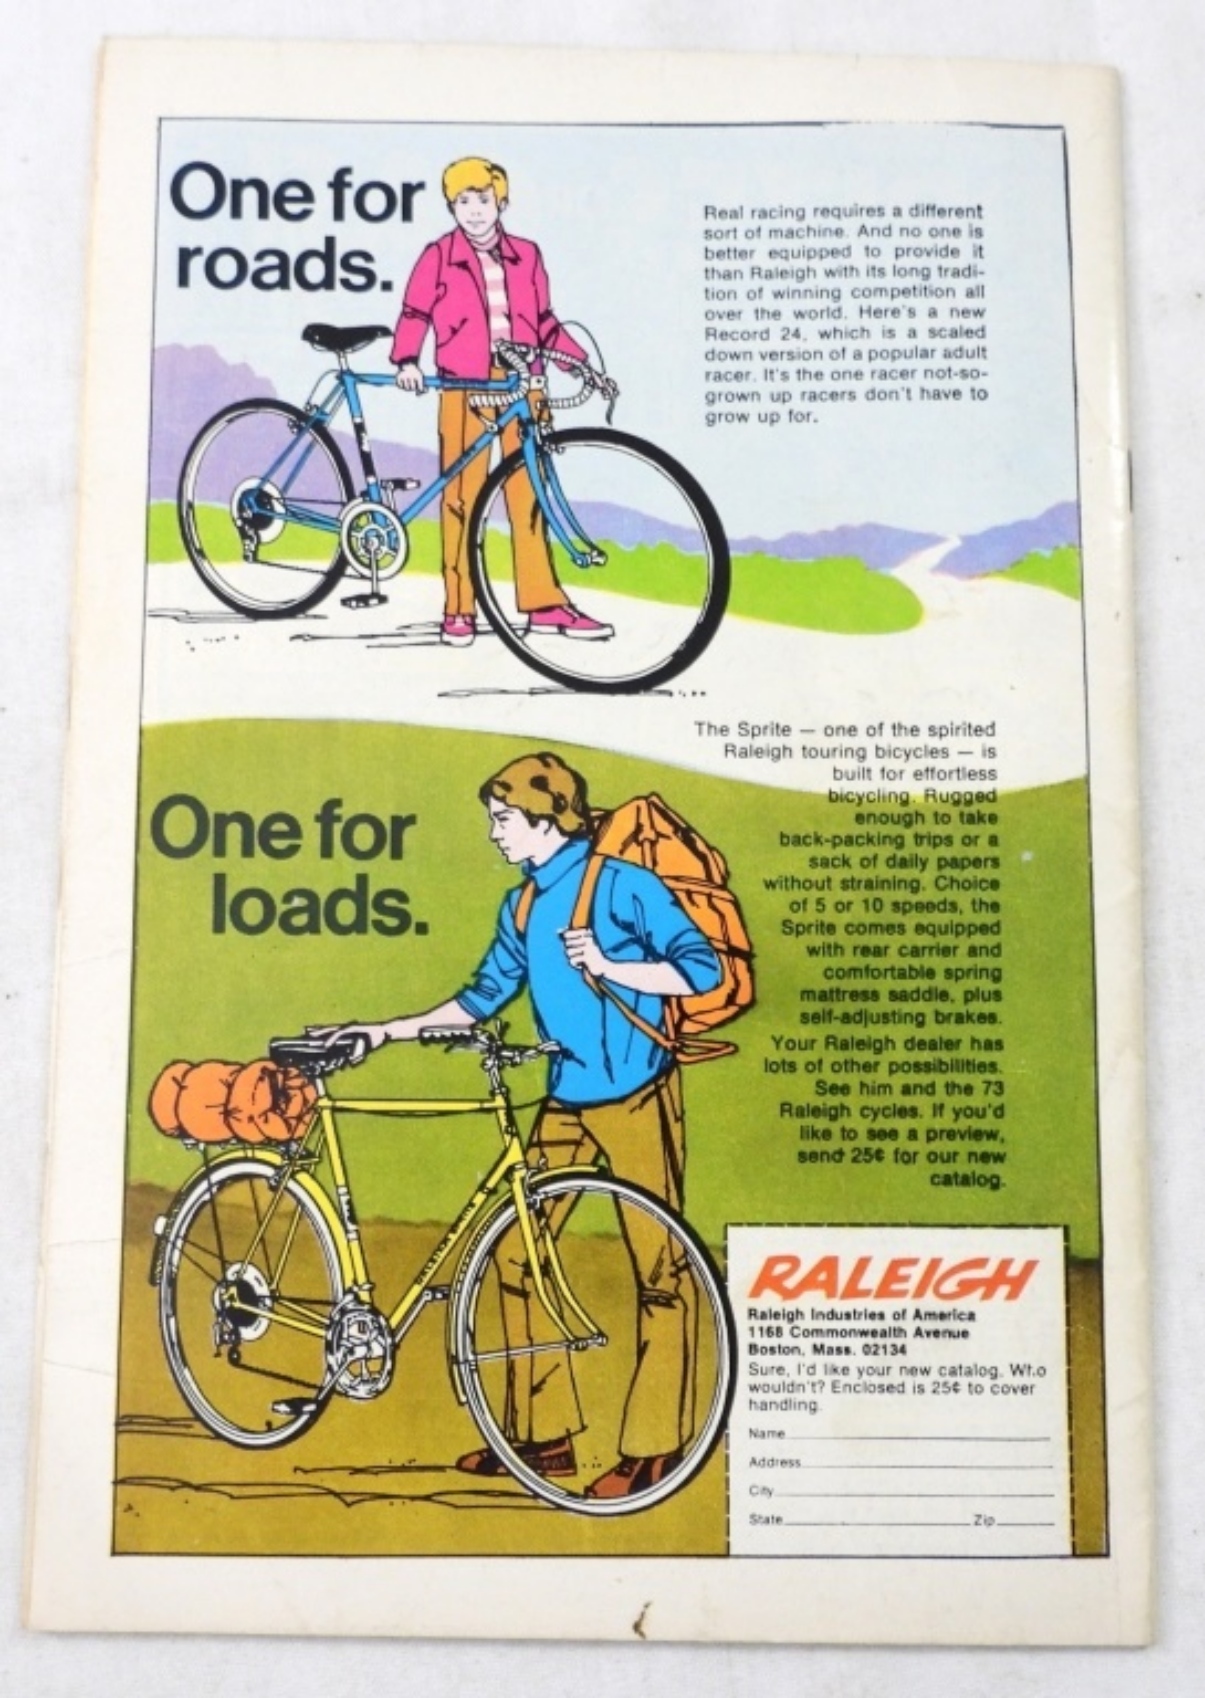 One for
roads.
Real racing requires a different
sort of machine. And no one is
better equipped to provide it
than Raleigh with its long tradi-
tion of winning competition all
over the world. Here's a new
Record 24, which is a scaled
down version of a popular adult
racer. It's the one racer not-so-
grown up racers don't have to
grow up for.
The Sprite — one of the spirited
Raleigh touring bicycles — is
built for effortless
bicycling. Rugged
enough to take
back-packing trips or a
sack of daily papers
without straining. Choice
of 5 or 10 speeds, the
Sprite comes equipped
with rear carrier and
comfortable spring
mattress saddle, plus
self-adjusting brakes.
Your Raleigh dealer has
lots of other possibilities.
See him and the 73
Raleigh cycles. If you'd
like to see a preview,
send 25¢ for our new
catalog.
One for
loads.
RALEIGH
Raleigh Industries of America
1168 Commonwealth Avenue
Boston, Mass. 02134
Sure, I'd like your new catalog. Who
wouldn't? Enclosed is 25¢ to cover
handling.
Name
Address
City
State Zip